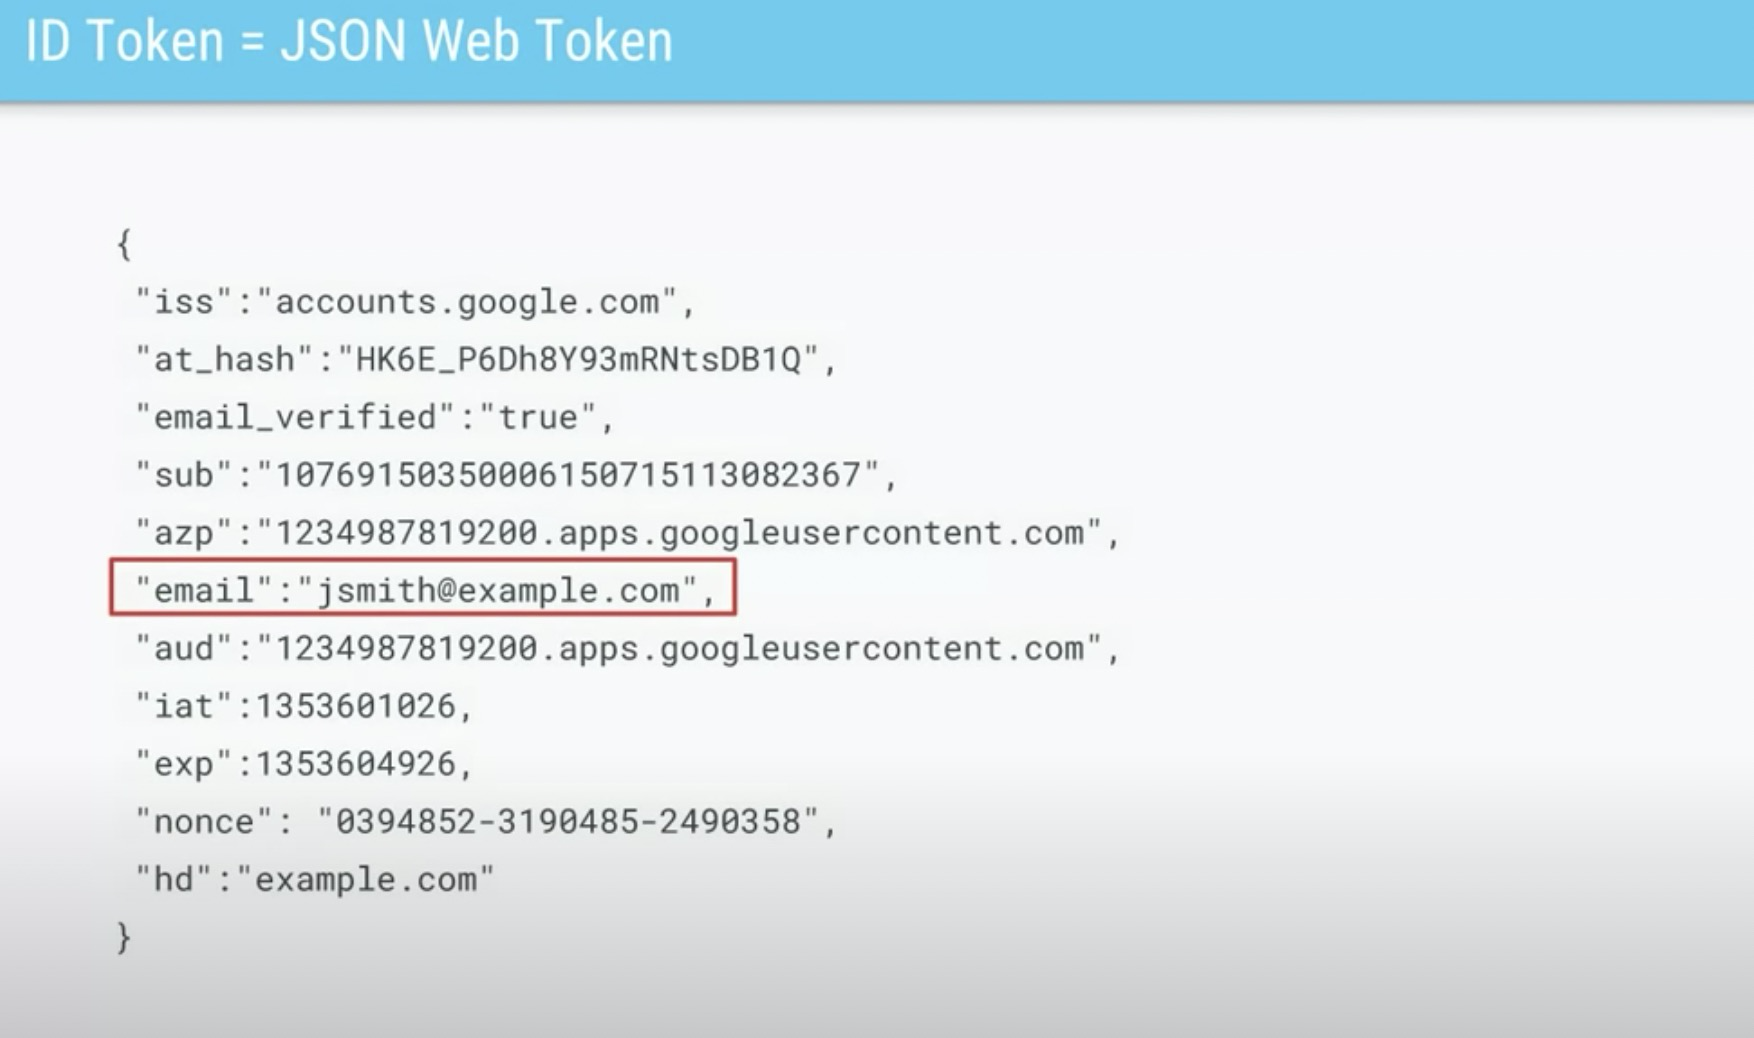 ID Token = JSON Web Token
{
"iss":"accounts.google.com",
"at_hash":"HK6E_P6Dh8Y93mRNtsDB1Q",
"email_verified":"true",
"sub":"10769150350006150715113082367",
"azp":"1234987819200.apps.googleusercontent.com",
"email":"jsmith@example.com",
"aud":"1234987819200.apps.googleusercontent.com",
"iat":1353601026,
"exp":1353604926,
"nonce": "0394852-3190485-2490358",
"hd":"example.com"
}